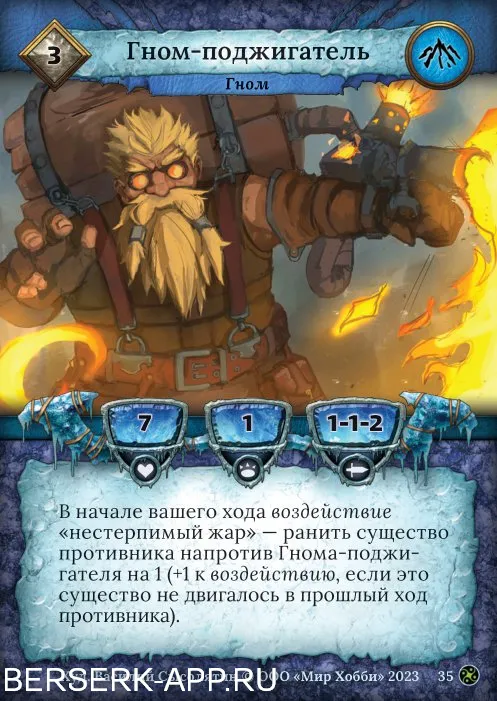 3
Гном-поджигатель
Гном
7
1
1-1-2
В начале вашего хода воздействие
«нестерпимый жар» — ранить существо
противника напротив Гнома-поджи-
гателя на 1 (+1 к воздействию, если это
существо не двигалось в прошлый ход
противника).
© ООО «Мир Хобби» 2023 35
BERSERK-APP.RU